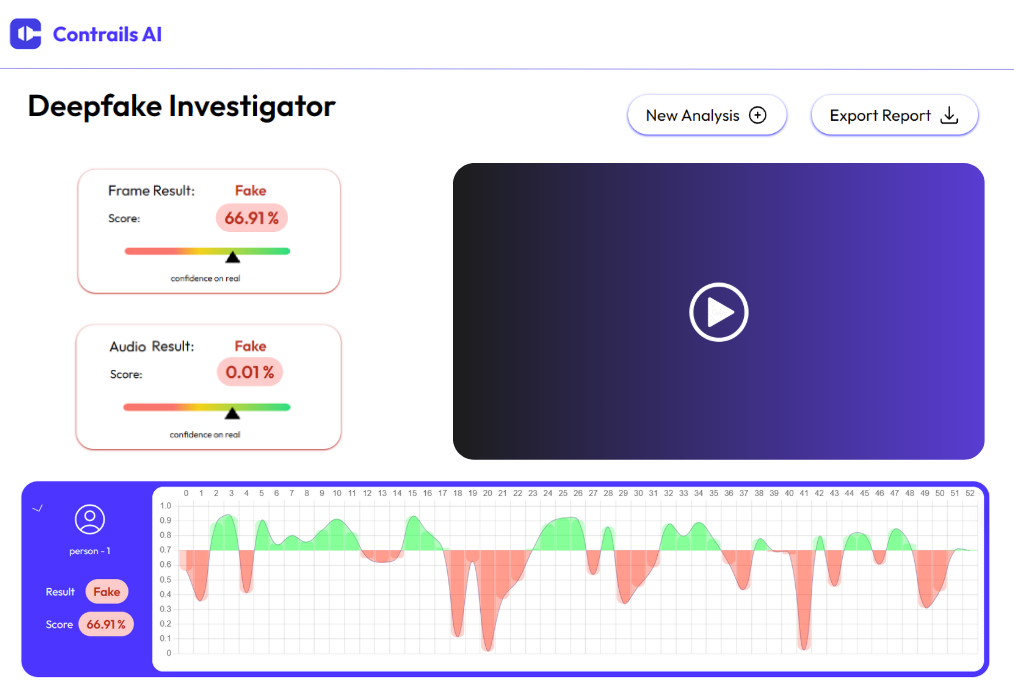 Contrails AI
Deepfake Investigator
New Analysis
Export Report
Frame Result: Fake
Score: 66.91 %
confidence on real
Audio Result: Fake
Score: 0.01 %
confidence on real
person - 1
Result Fake
Score 66.91 %
0 1 2 3 4 5 6 7 8 9 10 11 12 13 14 15 16 17 18 19 20 21 22 23 24 25 26 27 28 29 30 31 32 33 34 35 36 37 38 39 40 41 42 43 44 45 46 47 48 49 50 51 52
1.0
0.9
0.8
0.7
0.6
0.5
0.4
0.3
0.2
0.1
0